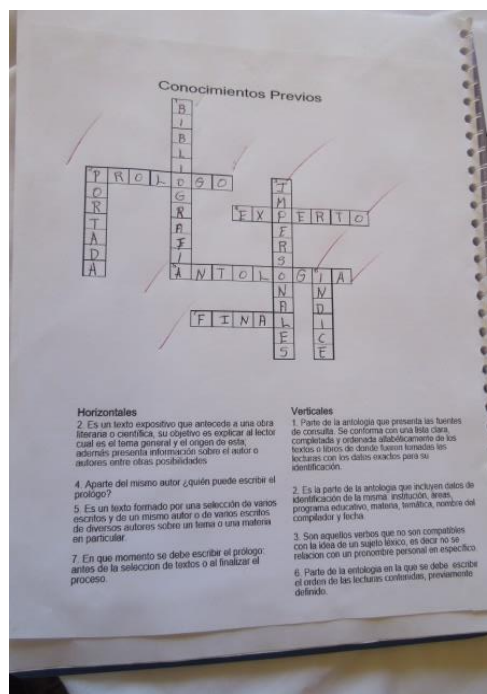 Conocimientos Previos
BIBLIOGRAFIA
PROLOGO
PORTADA
IMPERSONALES
EXPERTO
ANTOLOGIA
INDICE
FINAL
Horizontales
2. Es un texto expositivo que antecede a una obra
literaria o científica, su objetivo es explicar al lector
cual es el tema general y el origen de esta;
además presenta información sobre el autor o
autores entre otras posibilidades
4. Aparte del mismo autor ¿quién puede escribir el
prólogo?
5. Es un texto formado por una selección de varios
escritos y de un mismo autor o de varios escritos
de diversos autores sobre un tema o una materia
en particular.
7. En que momento se debe escribir el prólogo:
antes de la seleccion de textos o al finalizar el
proceso.
Verticales
1. Parte de la antología que presenta las fuentes
de consulta. Se conforma con una lista clara,
completada y ordenada alfabéticamente de los
textos o libros de donde fueron tomadas las
lecturas con los datos exactos para su
identificación.
2. Es la parte de la antología que incluyen datos de
identificación de la misma: institución, áreas,
programa educativo, materia, temática, nombre del
compilador y fecha
3. Son aquellos verbos que no son compatibles
con la idea de un sujeto léxico, es decir no se
relacion con un pronombre personal en específico.
6. Parte de la entologia en la que se debe escribir
el orden de las lecturas contenidas, previamente
definido.